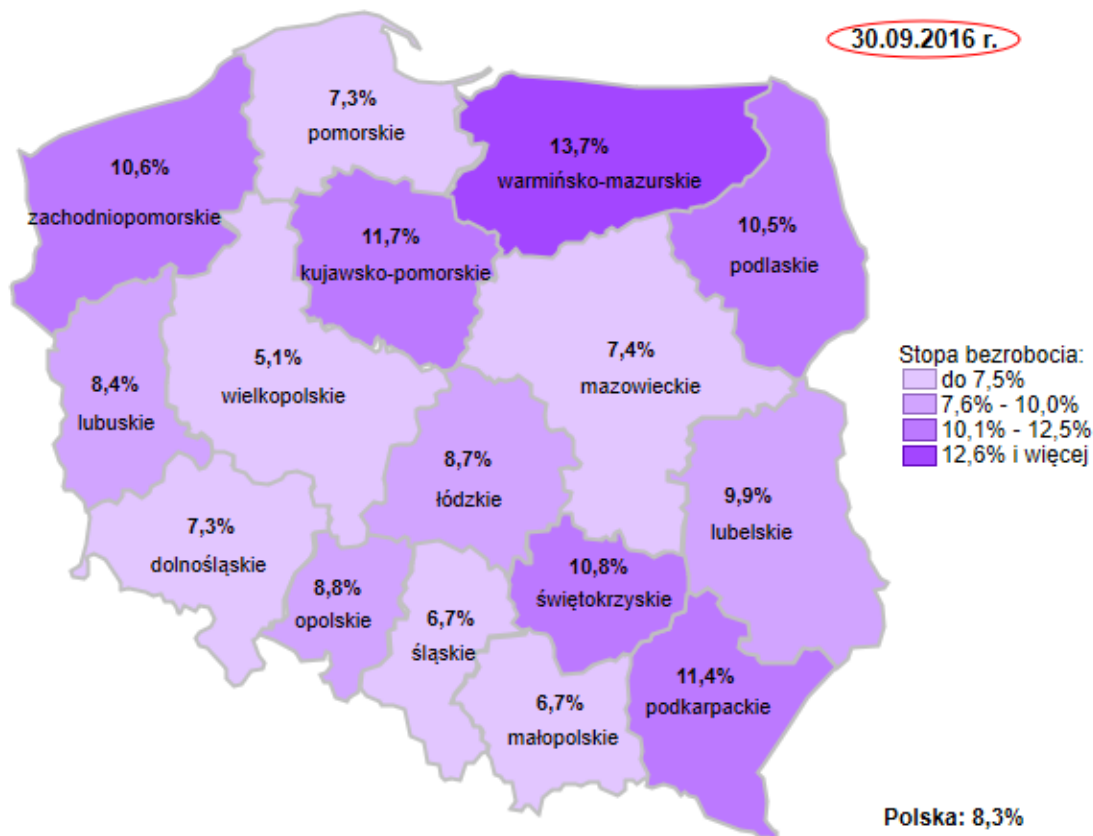 30.09.2016 r.
7,3%
pomorskie
13,7%
warmińsko-mazurskie
10,6%
zachodniopomorskie
11,7%
kujawsko-pomorskie
10,5%
podlaskie
8,4%
lubuskie
5,1%
wielkopolskie
7,4%
mazowieckie
Stopa bezrobocia:
do 7,5%
7,6% - 10,0%
10,1% - 12,5%
12,6% i więcej
8,7%
łódzkie
9,9%
lubelskie
7,3%
dolnośląskie
8,8%
opolskie
6,7%
śląskie
10,8%
świętokrzyskie
6,7%
małopolskie
11,4%
podkarpackie
Polska: 8,3%